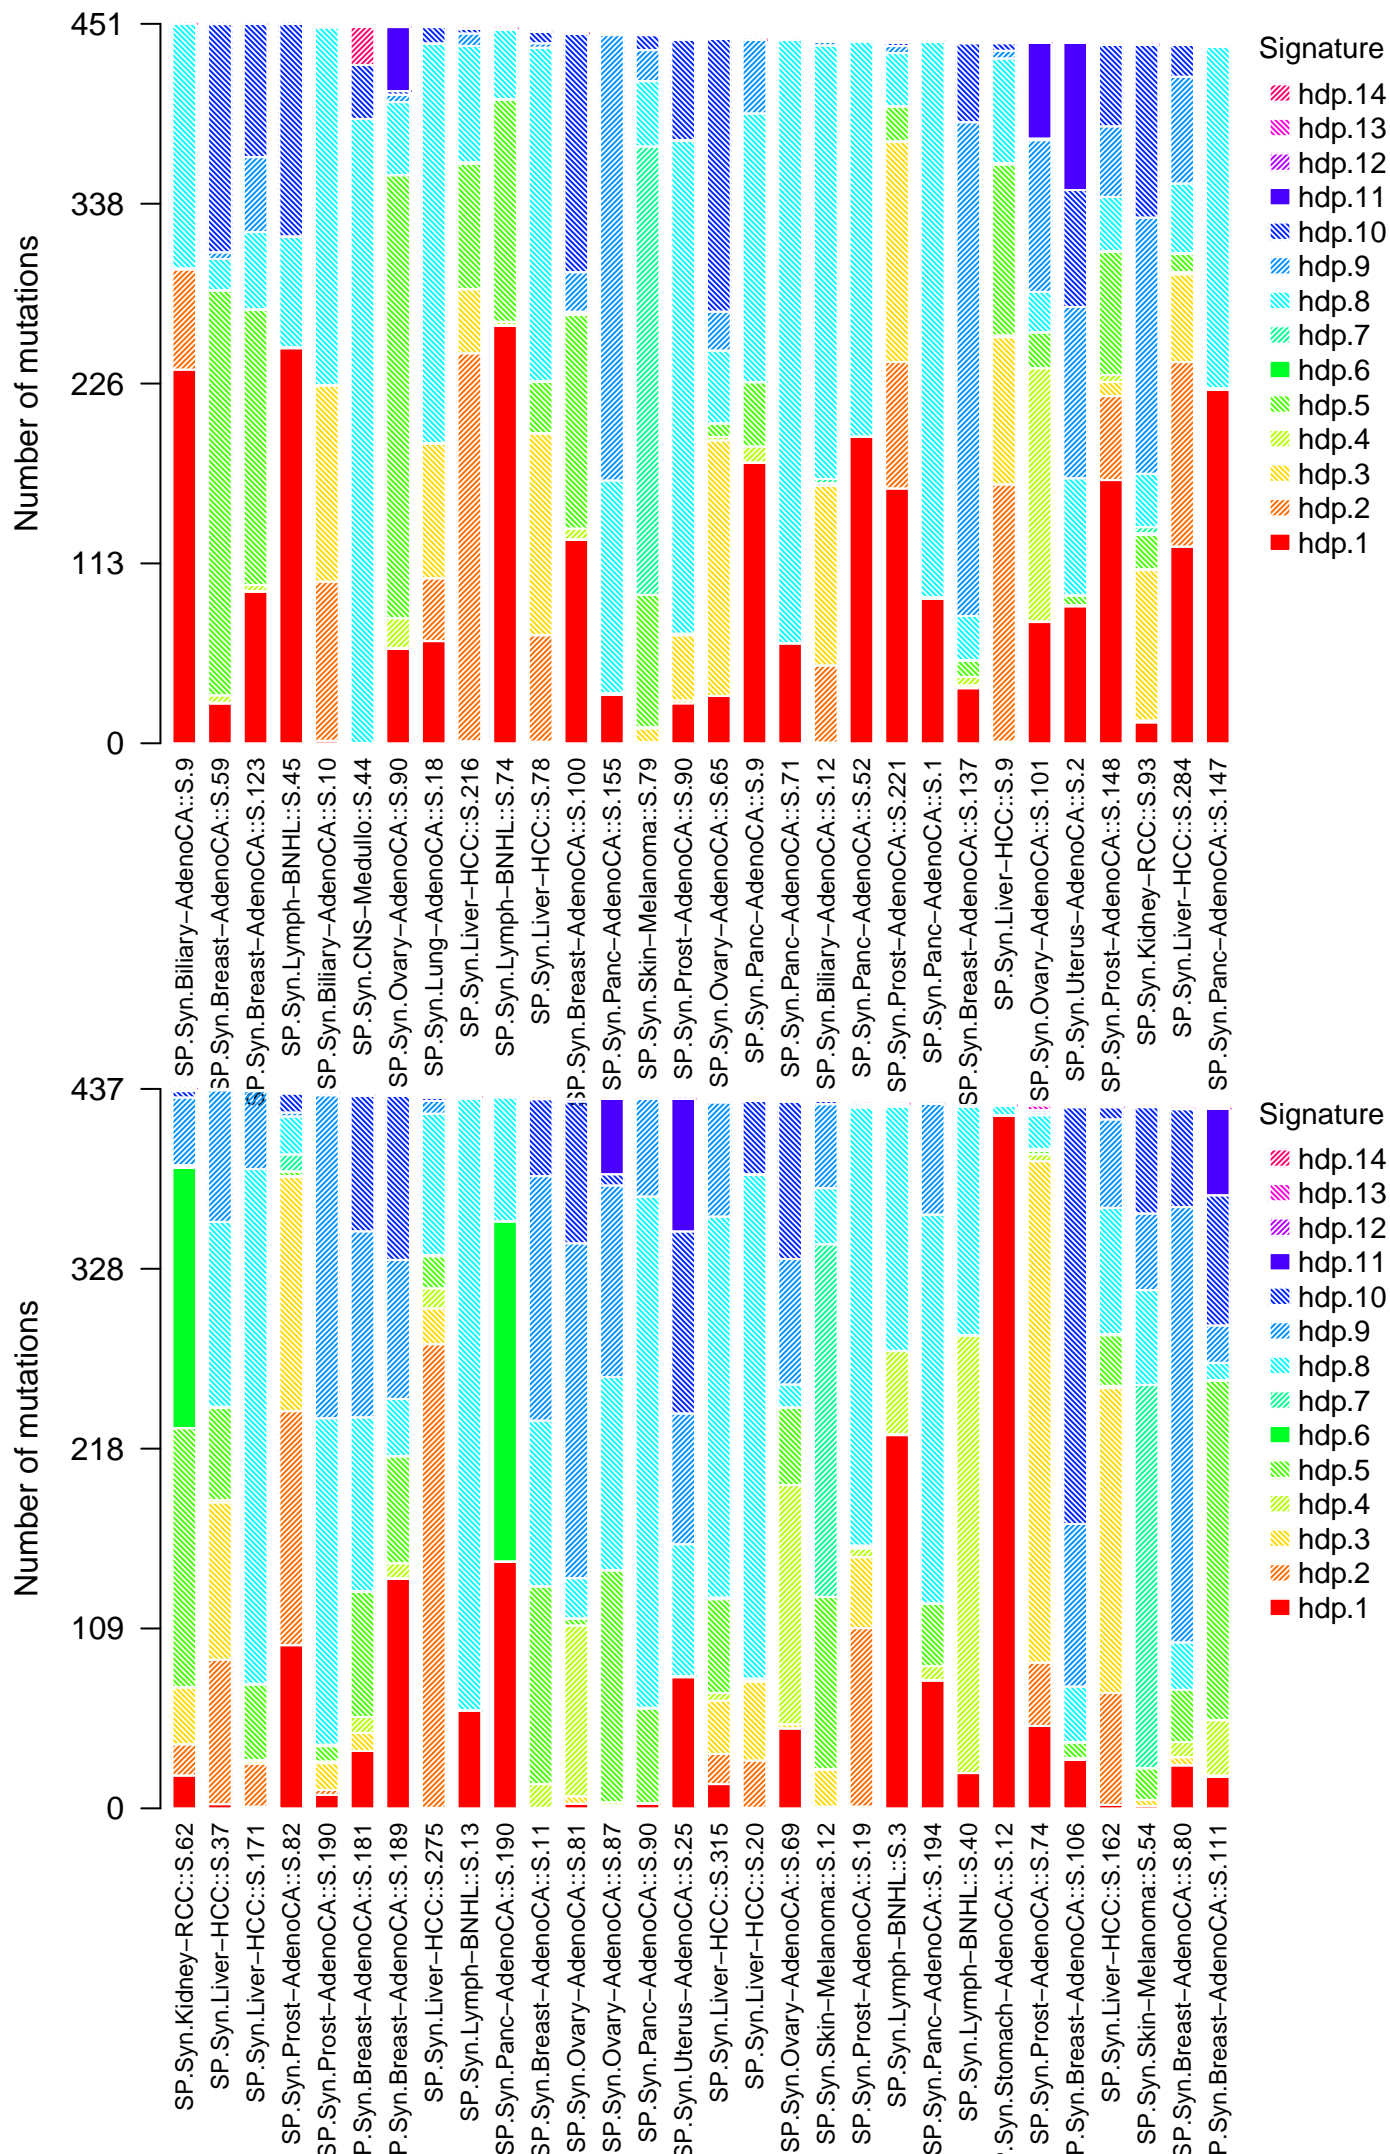 Number of mutations
451
338
226
113
0
Signature
hdp.14
hdp.13
hdp.12
hdp.11
hdp.10
hdp.9
hdp.8
hdp.7
hdp.6
hdp.5
hdp.4
hdp.3
hdp.2
hdp.1
SP.Syn.Biliary−AdenoCA::S.9
SP.Syn.Breast−AdenoCA::S.59
SP.Syn.Breast−AdenoCA::S.123
SP.Syn.Lymph−BNHL::S.45
SP.Syn.Biliary−AdenoCA::S.10
SP.Syn.CNS−Medullo::S.44
SP.Syn.Ovary−AdenoCA::S.90
SP.Syn.Lung−AdenoCA::S.18
SP.Syn.Liver−HCC::S.216
SP.Syn.Lymph−BNHL::S.74
SP.Syn.Liver−HCC::S.78
SP.Syn.Breast−AdenoCA::S.100
SP.Syn.Panc−AdenoCA::S.155
SP.Syn.Skin−Melanoma::S.79
SP.Syn.Prost−AdenoCA::S.90
SP.Syn.Ovary−AdenoCA::S.65
SP.Syn.Panc−AdenoCA::S.9
SP.Syn.Panc−AdenoCA::S.71
SP.Syn.Biliary−AdenoCA::S.12
SP.Syn.Panc−AdenoCA::S.52
SP.Syn.Prost−AdenoCA::S.221
SP.Syn.Panc−AdenoCA::S.1
SP.Syn.Breast−AdenoCA::S.137
SP.Syn.Liver−HCC::S.9
SP.Syn.Ovary−AdenoCA::S.101
SP.Syn.Uterus−AdenoCA::S.2
SP.Syn.Prost−AdenoCA::S.148
SP.Syn.Kidney−RCC::S.93
SP.Syn.Liver−HCC::S.284
SP.Syn.Panc−AdenoCA::S.147
Number of mutations
437
328
218
109
0
Signature
hdp.14
hdp.13
hdp.12
hdp.11
hdp.10
hdp.9
hdp.8
hdp.7
hdp.6
hdp.5
hdp.4
hdp.3
hdp.2
hdp.1
SP.Syn.Kidney−RCC::S.62
SP.Syn.Liver−HCC::S.37
SP.Syn.Liver−HCC::S.171
SP.Syn.Prost−AdenoCA::S.82
SP.Syn.Prost−AdenoCA::S.190
P.Syn.Breast−AdenoCA::S.181
P.Syn.Breast−AdenoCA::S.189
SP.Syn.Liver−HCC::S.275
SP.Syn.Lymph−BNHL::S.13
SP.Syn.Panc−AdenoCA::S.190
SP.Syn.Breast−AdenoCA::S.11
SP.Syn.Ovary−AdenoCA::S.81
SP.Syn.Ovary−AdenoCA::S.87
SP.Syn.Panc−AdenoCA::S.90
SP.Syn.Uterus−AdenoCA::S.25
SP.Syn.Liver−HCC::S.315
SP.Syn.Liver−HCC::S.20
SP.Syn.Ovary−AdenoCA::S.69
SP.Syn.Skin−Melanoma::S.12
SP.Syn.Prost−AdenoCA::S.19
SP.Syn.Lymph−BNHL::S.3
SP.Syn.Panc−AdenoCA::S.194
SP.Syn.Lymph−BNHL::S.40
P.Syn.Stomach−AdenoCA::S.12
SP.Syn.Prost−AdenoCA::S.74
P.Syn.Breast−AdenoCA::S.106
SP.Syn.Liver−HCC::S.162
SP.Syn.Skin−Melanoma::S.54
SP.Syn.Breast−AdenoCA::S.80
P.Syn.Breast−AdenoCA::S.111